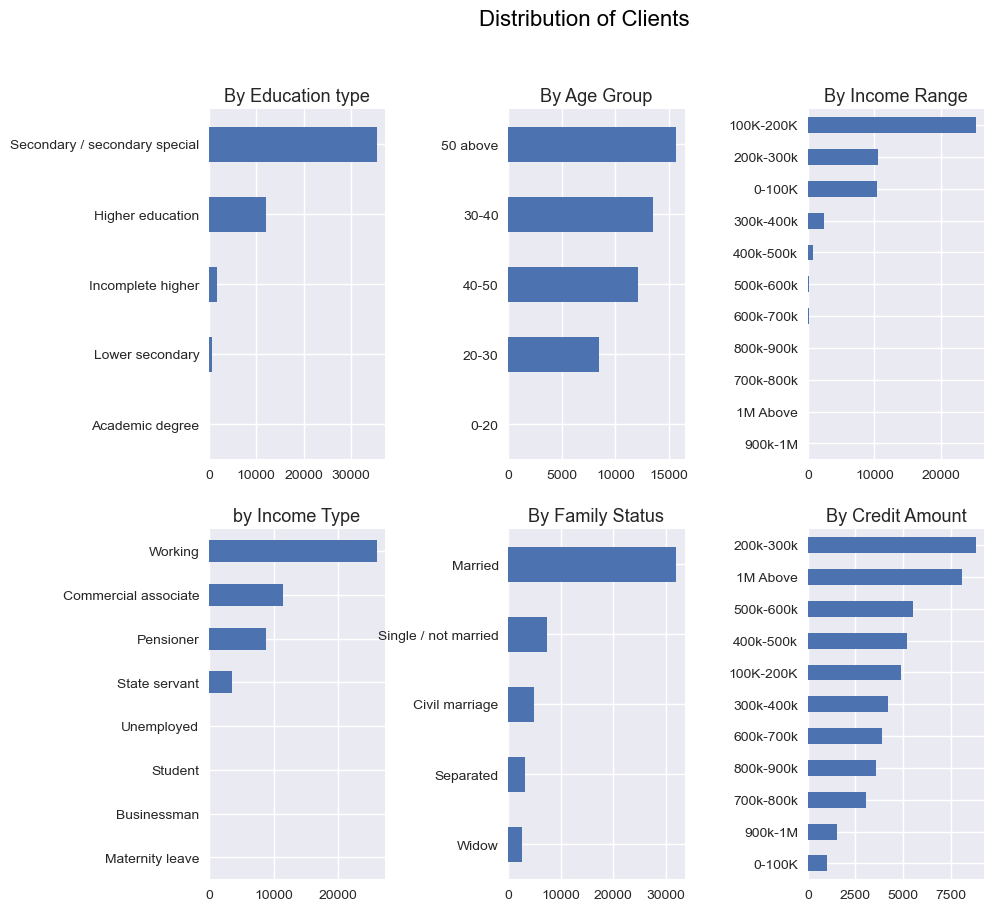 Distribution of Clients
By Education type
Secondary / secondary special
Higher education
Incomplete higher
Lower secondary
Academic degree
0 10000 20000 30000
By Age Group
50 above
30-40
40-50
20-30
0-20
0 5000 10000 15000
By Income Range
100K-200K
200k-300k
0-100K
300k-400k
400k-500k
500k-600k
600k-700k
800k-900k
700k-800k
1M Above
900k-1M
0 10000 20000
by Income Type
Working
Commercial associate
Pensioner
State servant
Unemployed
Student
Businessman
Maternity leave
0 10000 20000
By Family Status
Married
Single / not married
Civil marriage
Separated
Widow
0 10000 20000 30000
By Credit Amount
200k-300k
1M Above
500k-600k
400k-500k
100K-200K
300k-400k
600k-700k
800k-900k
700k-800k
900k-1M
0-100K
0 2500 5000 7500